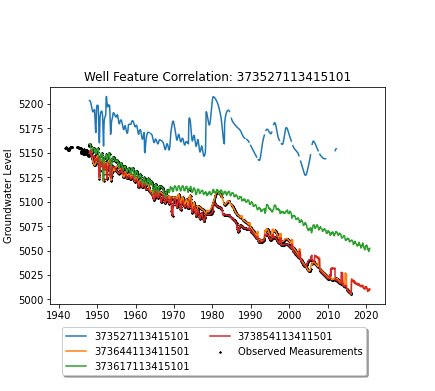 Well Feature Correlation: 373527113415101
Groundwater Level
5200
5175
5150
5125
5100
5075
5050
5025
5000
1940 1950 1960 1970 1980 1990 2000 2010 2020
373527113415101 373854113411501
373644113411501 Observed Measurements
373617113415101